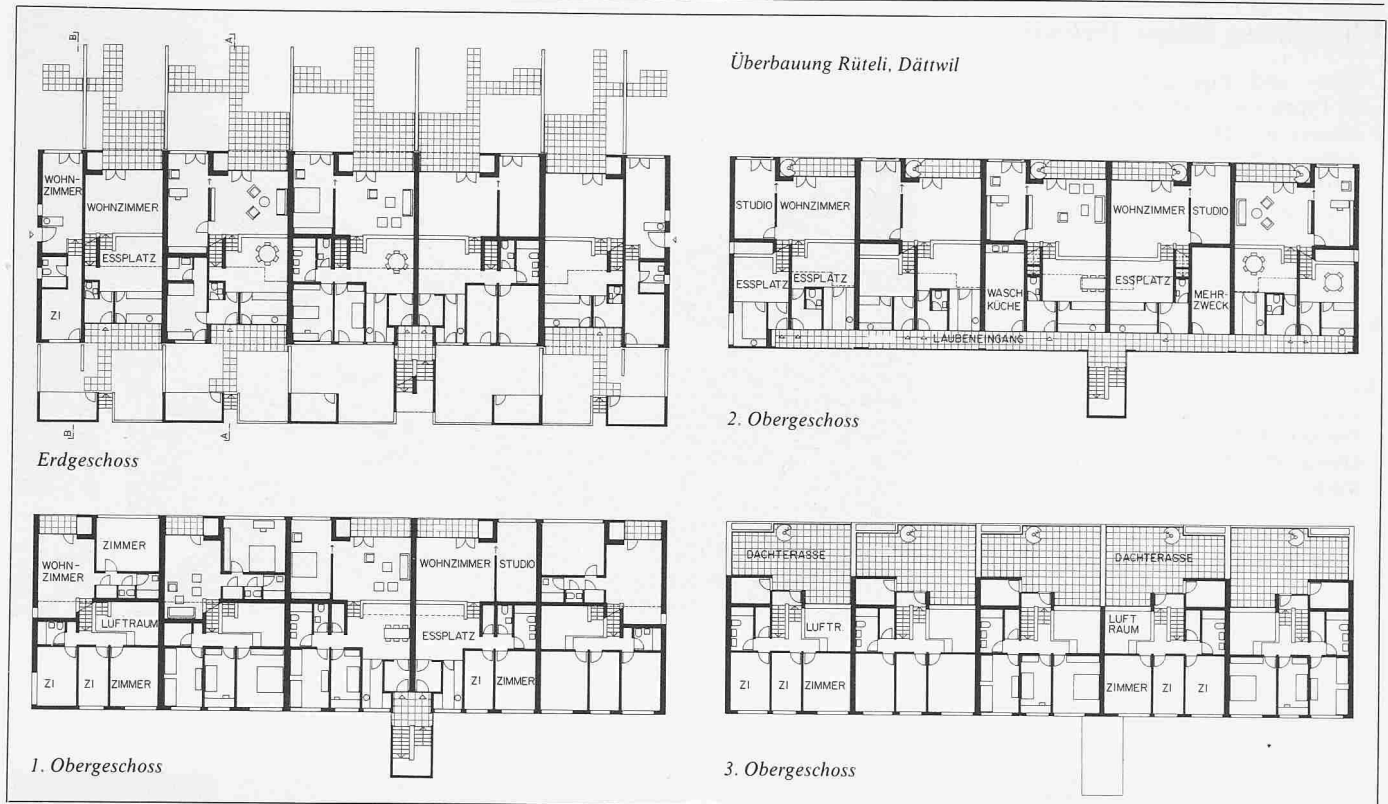 Überbauung Rüteli, Dättwil
B
A
WOHN-
ZIMMER
WOHNZIMMER
ESSPLATZ
ZI
B
A
Erdgeschoss
STUDIO
WOHNZIMMER
WOHNZIMMER
STUDIO
ESSPLATZ
ESSPLATZ
WASCH
KÜCHE
ESSPLATZ
MEHR-
ZWECK
LAUBENEINGANG
2. Obergeschoss
ZIMMER
WOHN-
ZIMMER
LUFTRAUM
ZI
ZI
ZIMMER
WOHNZIMMER
STUDIO
ESSPLATZ
ZI
ZIMMER
1. Obergeschoss
DACHTERASSE
DACHTERASSE
LUFTR.
LUFT
RAUM
ZI
ZI
ZIMMER
ZIMMER
ZI
ZI
3. Obergeschoss